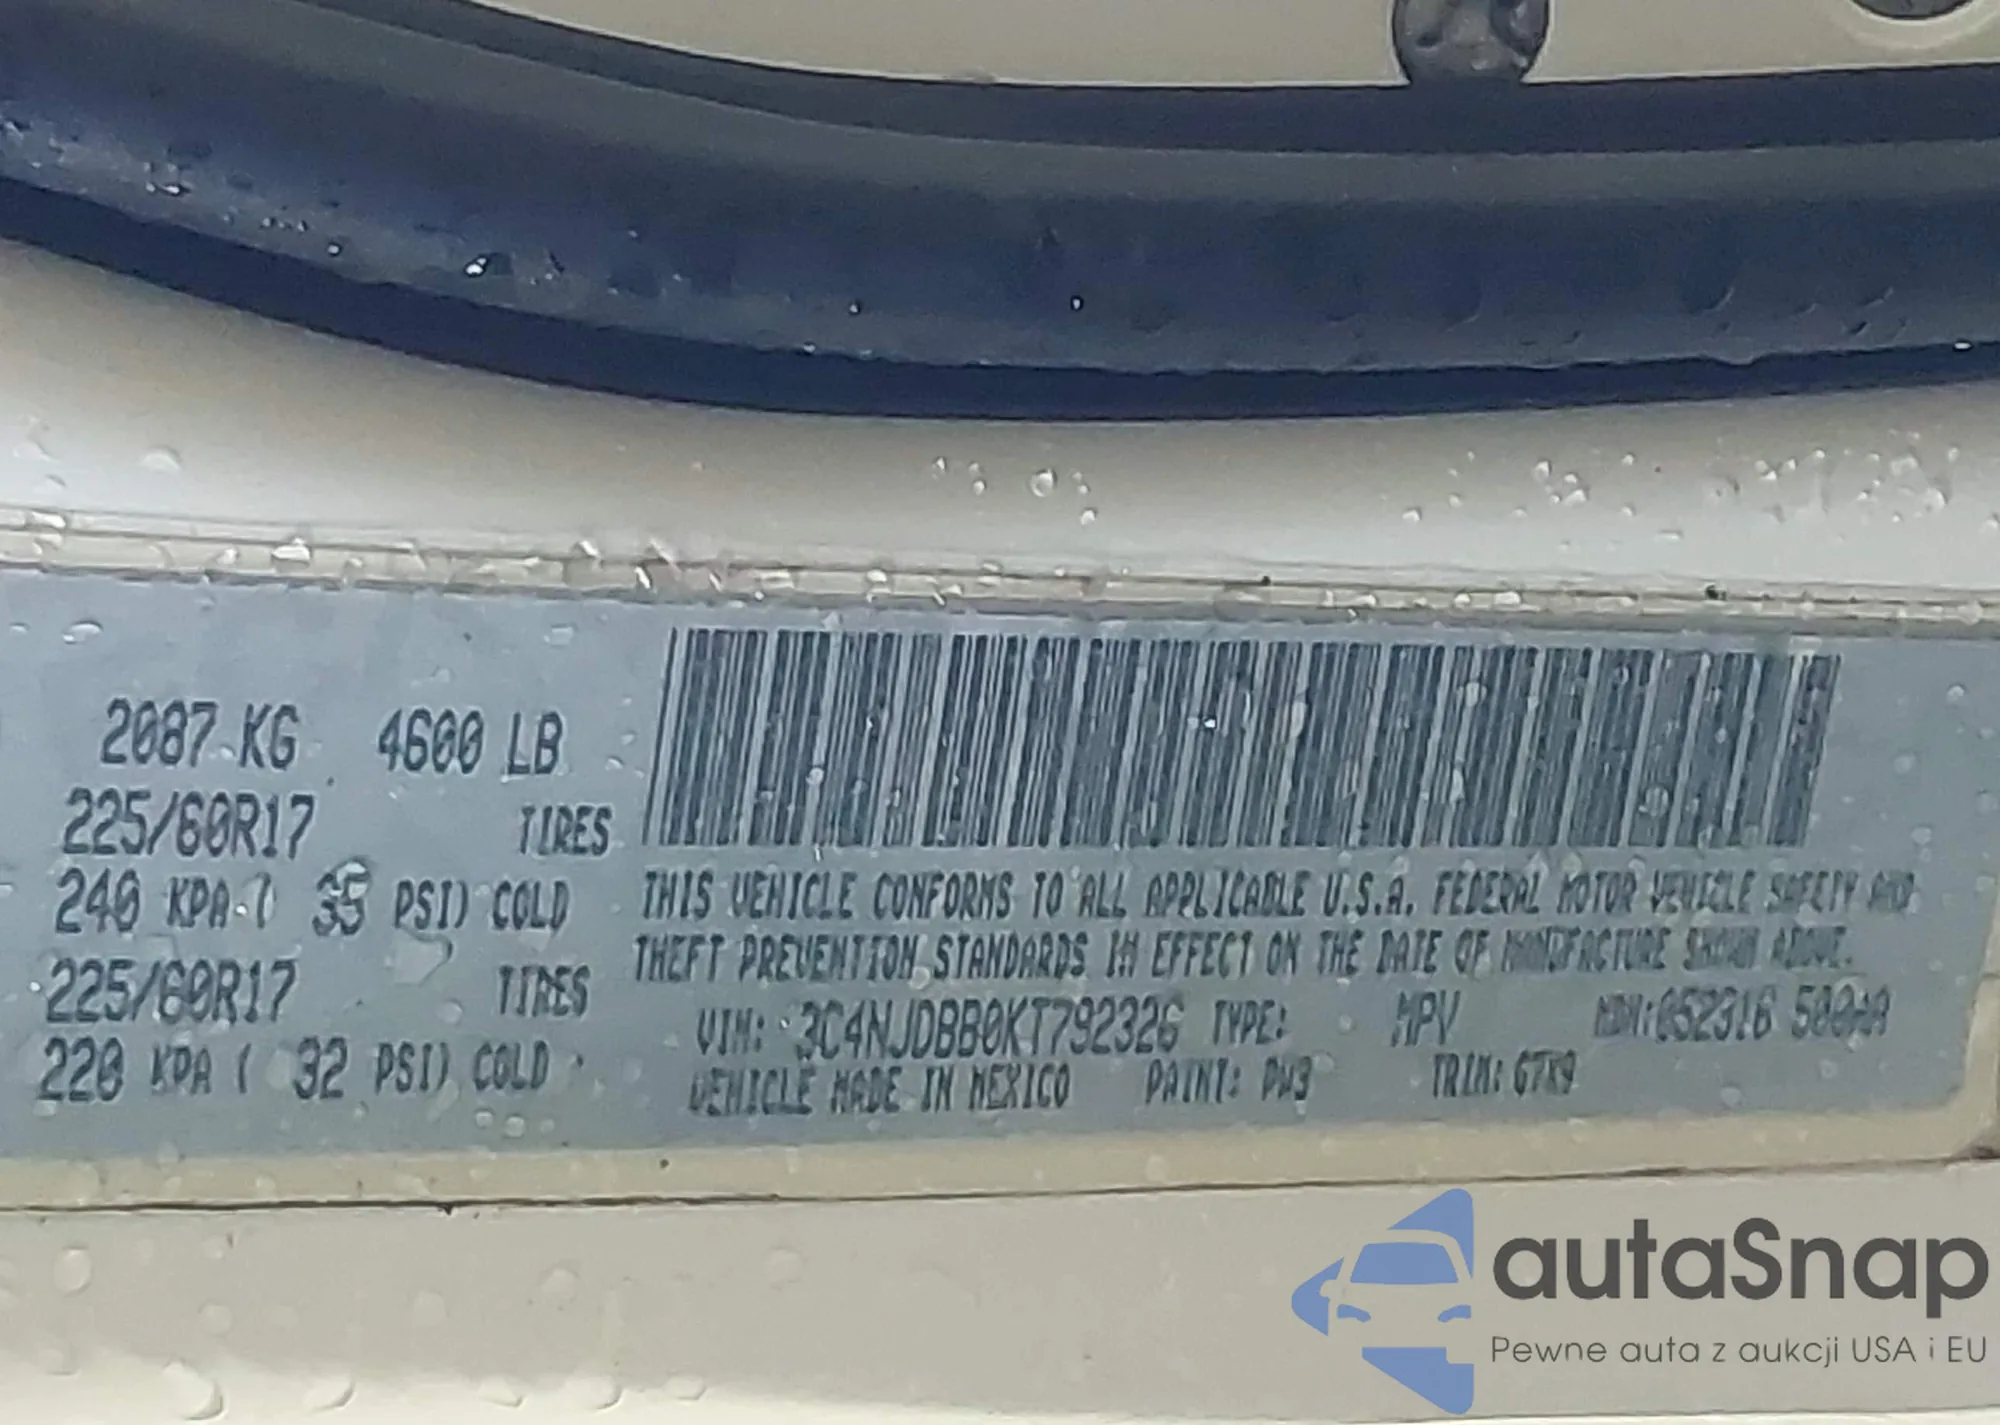 2087 KG 4600 LB
225/60R17 TIRES
240 KPA ( 35 PSI) COLD
225/60R17 TIRES
220 KPA ( 32 PSI) COLD
THIS VEHICLE CONFORMS TO ALL APPLICABLE U.S.A. FEDERAL MOTOR VEHICLE SAFETY AND
THEFT PREVENTION STANDARDS IN EFFECT ON THE DATE OF MANUFACTURE SHOWN ABOVE.
VIN: 3C4NJDBB0KT792326 TYPE: MPV MDH:052316
VEHICLE MADE IN MEXICO PAINT: PW3 TRIM:
autaSnap
Pewne auta z aukcji USA i EU